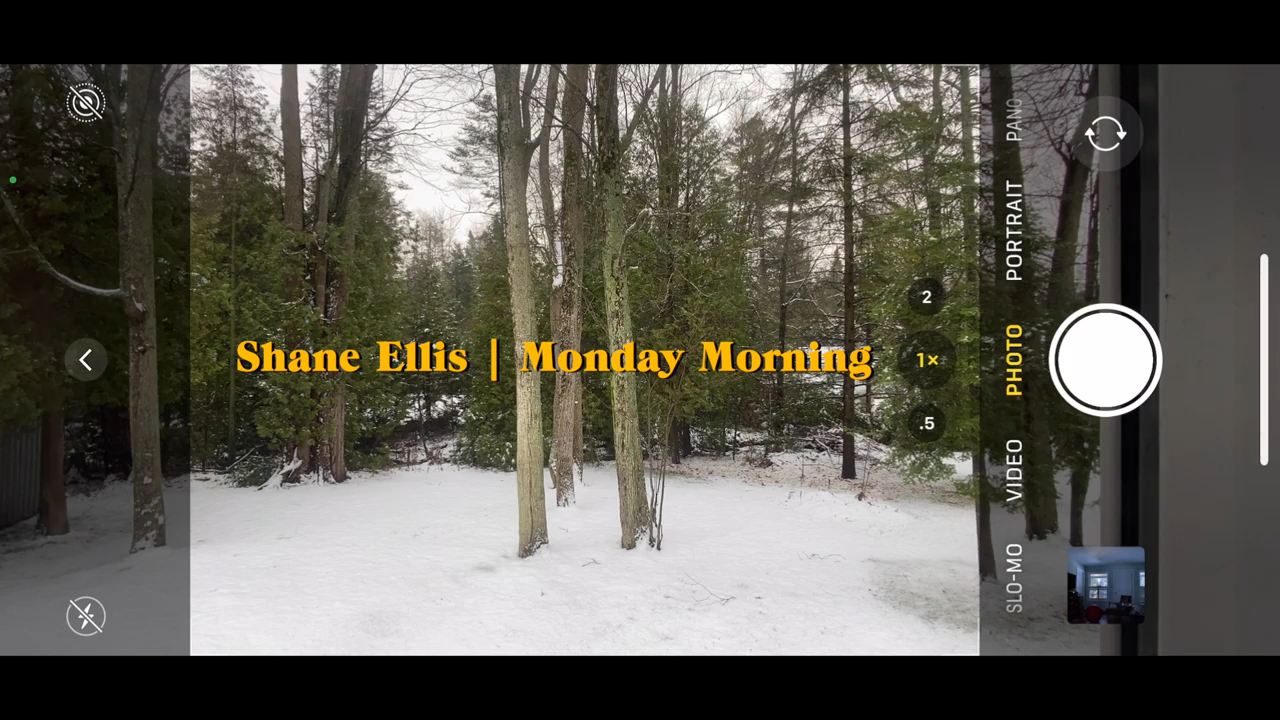 Shane Ellis | Monday Morning
2
1×
.5
PANO
PORTRAIT
PHOTO
VIDEO
SLO-MO